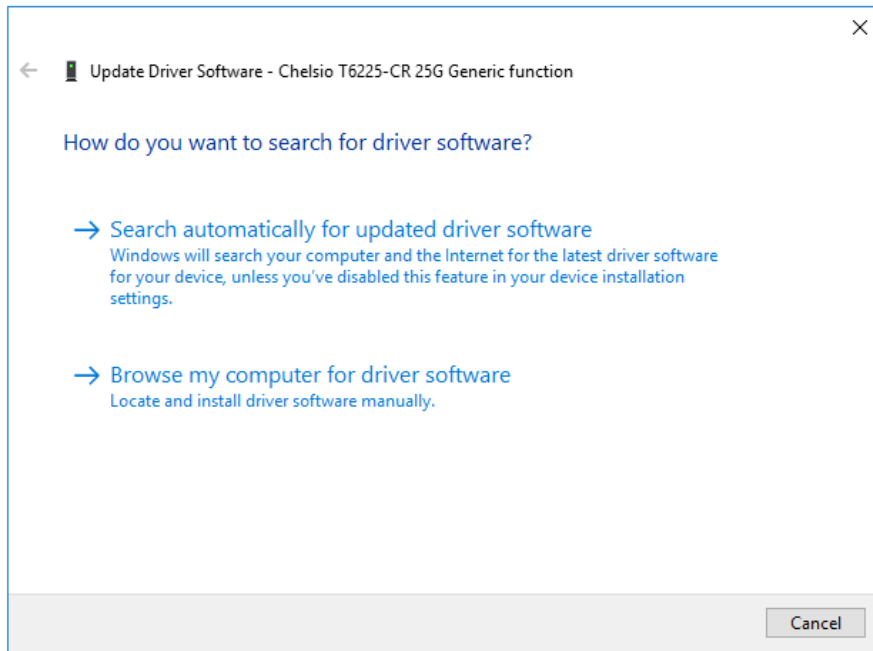 Update Driver Software - Chelsio T6225-CR 25G Generic function
How do you want to search for driver software?
Search automatically for updated driver software
Windows will search your computer and the Internet for the latest driver software
for your device, unless you've disabled this feature in your device installation
settings.
Browse my computer for driver software
Locate and install driver software manually.
Cancel